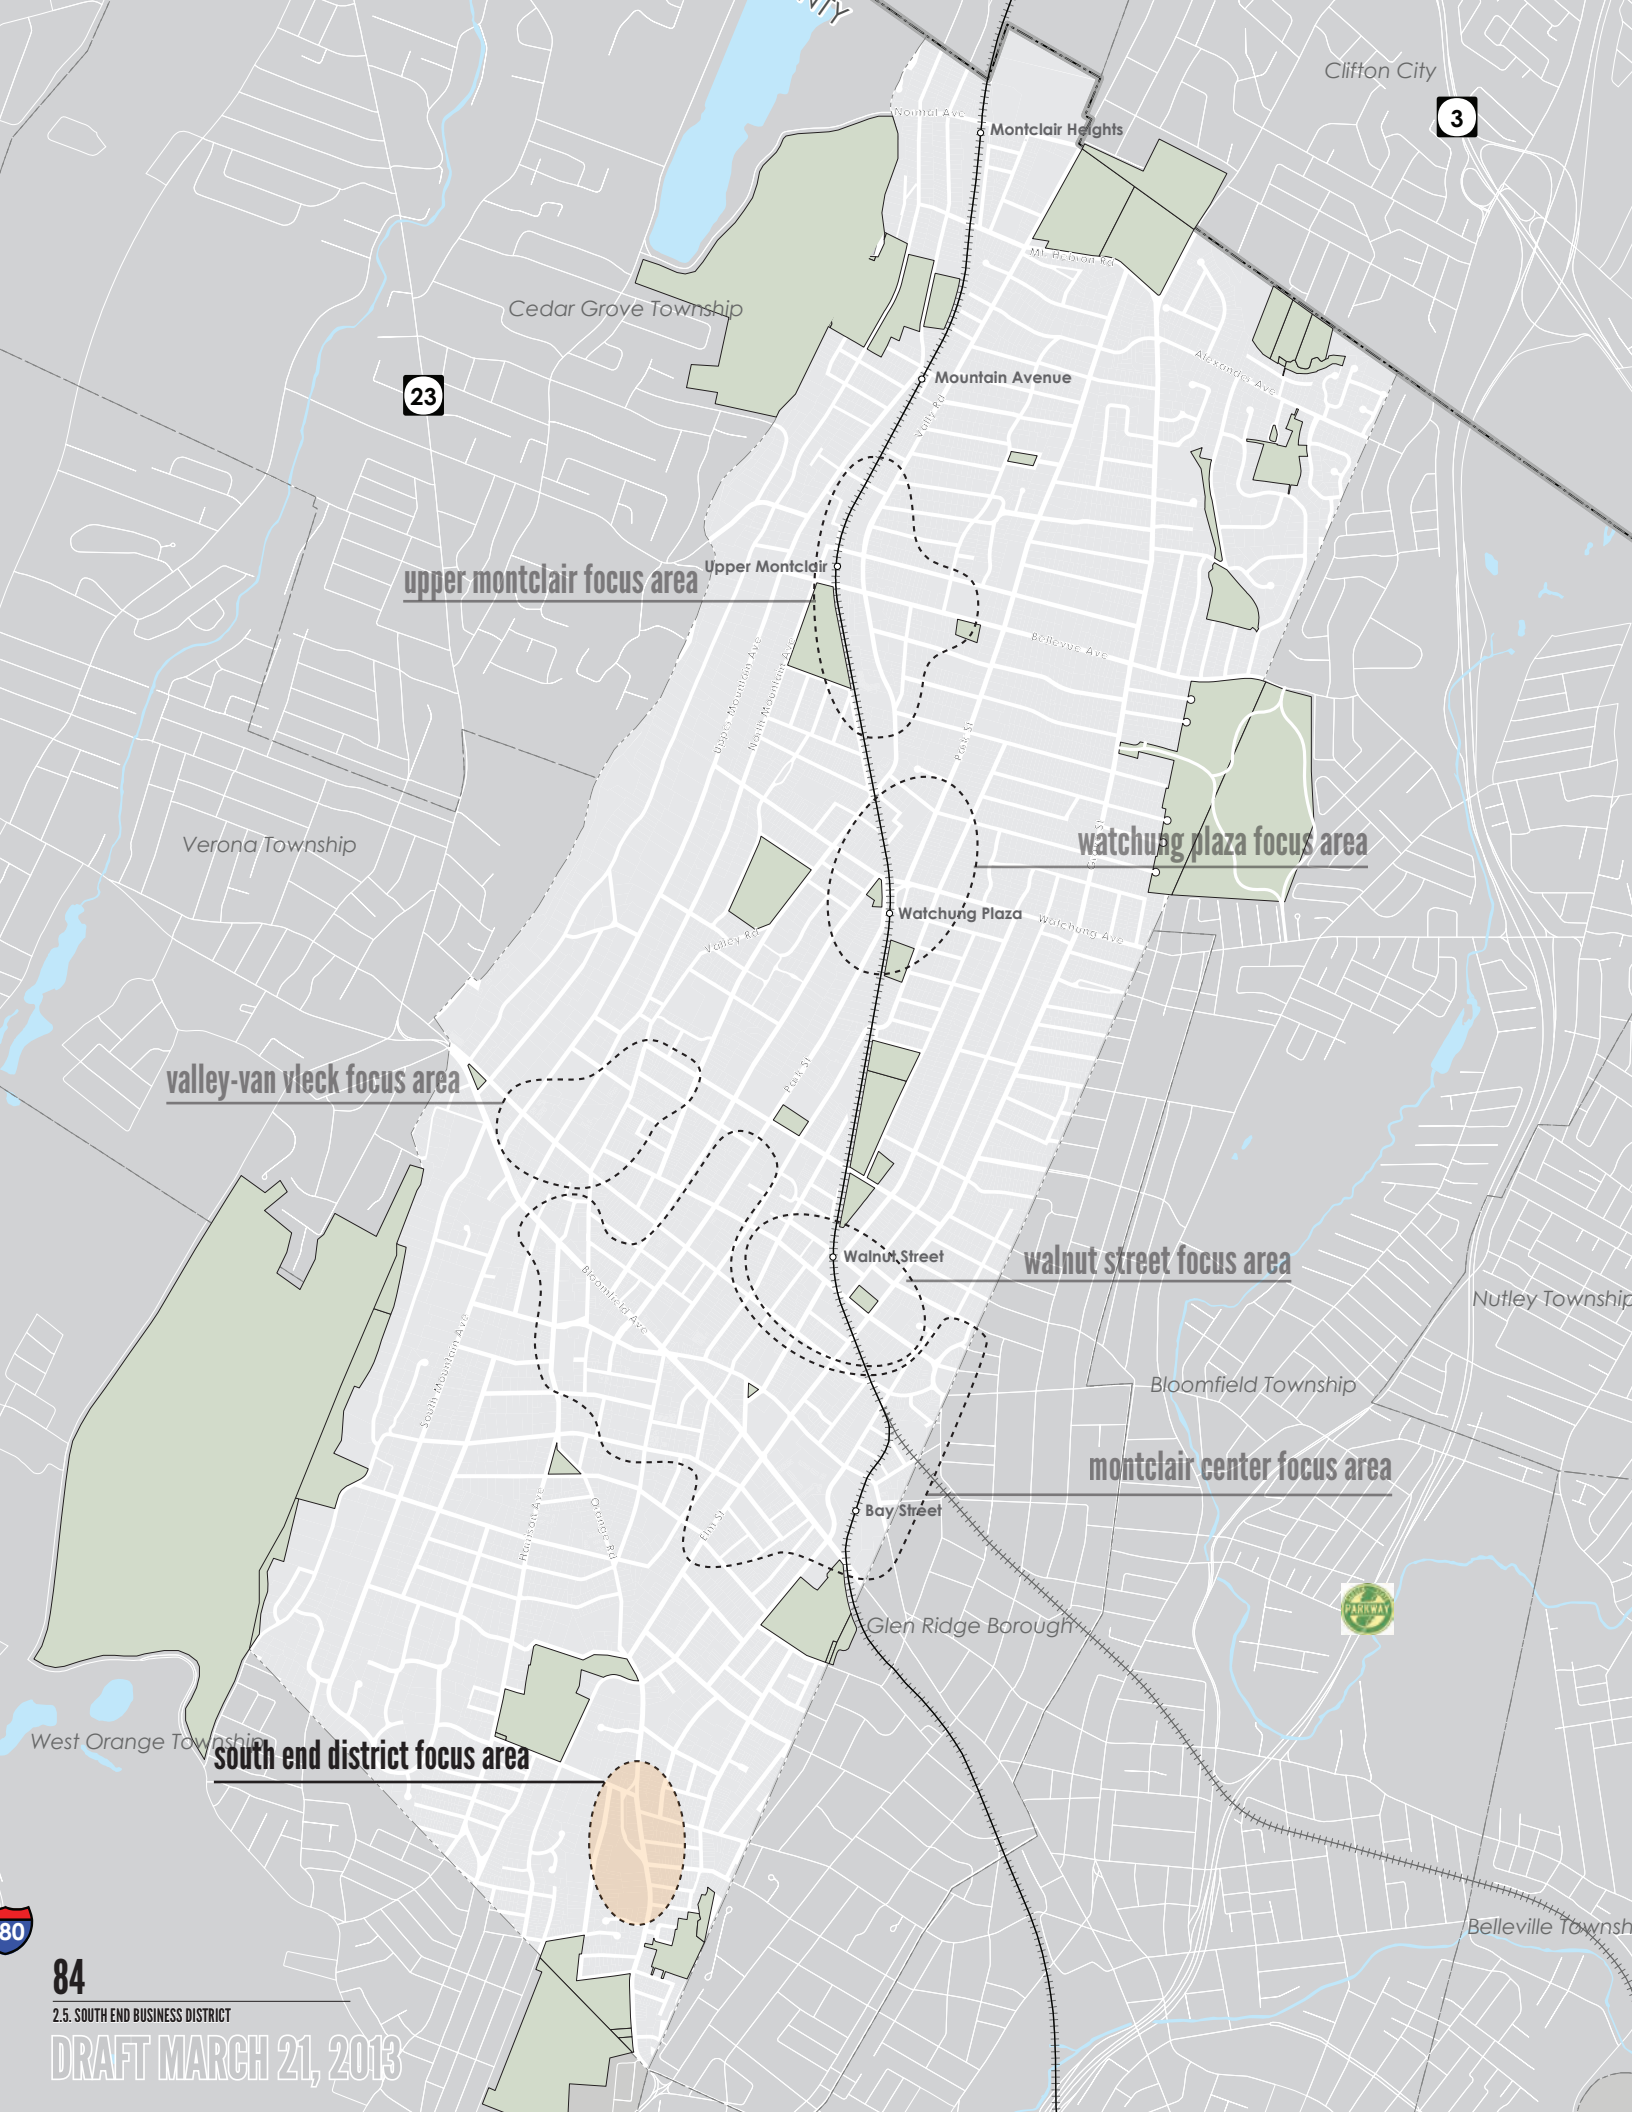 NTY
Clifton City
3
Normal Ave
Montclair Heights
Mt Hebron Rd
Cedar Grove Township
Alexander Ave
Mountain Avenue
23
Valley Rd
Upper Montclair
upper montclair focus area
Bellevue Ave
Upper Mountain Ave
North Mountain Ave
Park St
Verona Township
watchung plaza focus area
Watchung Plaza
Watchung Ave
Valley Rd
valley-van vleck focus area
Park St
Walnut Street
walnut street focus area
Bloomfield Ave
Nutley Township
South Mountain Ave
Bloomfield Township
montclair center focus area
Harrison Ave
Orange Rd
Elm St
Bay Street
PARKWAY
Glen Ridge Borough
West Orange Township
south end district focus area
80
Belleville Townsh
84
2.5. SOUTH END BUSINESS DISTRICT
DRAFT MARCH 21, 2013